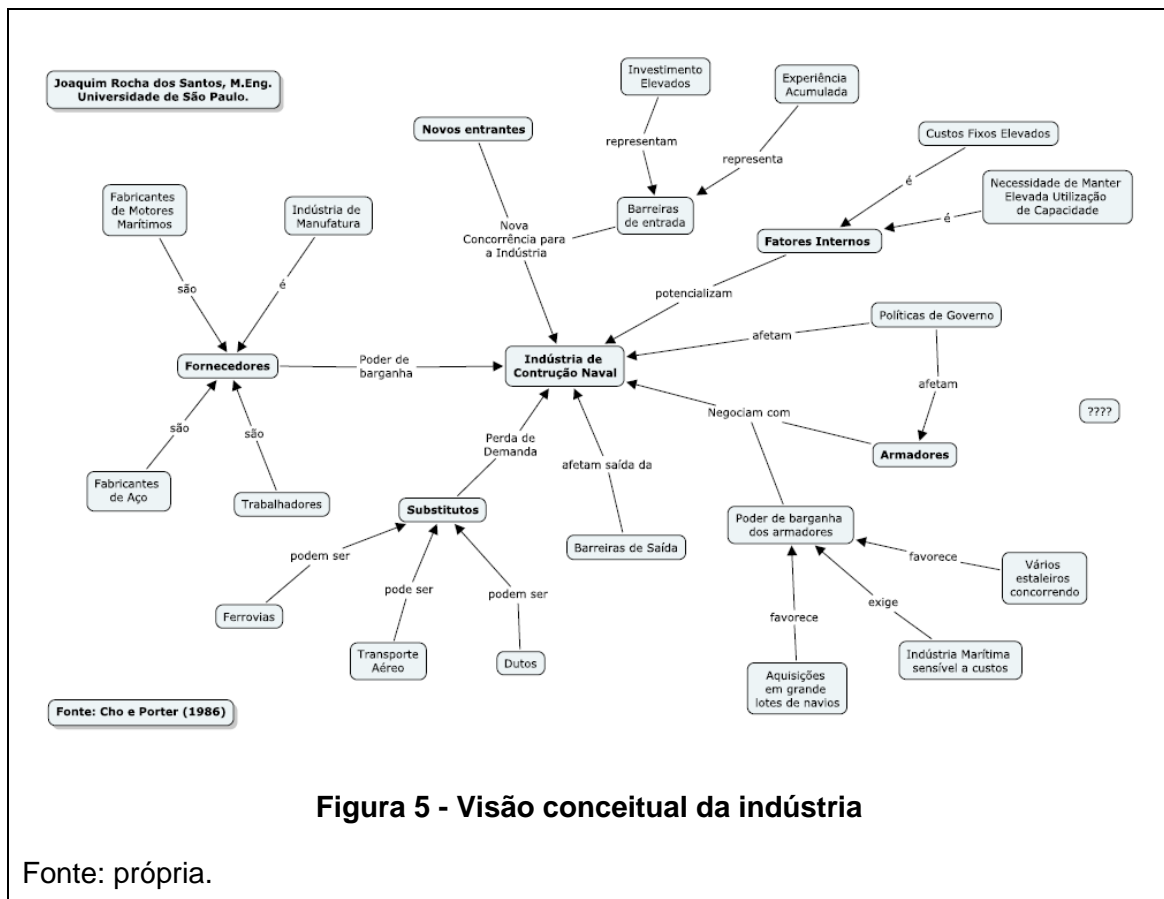 Joaquim Rocha dos Santos, M.Eng.
Universidade de São Paulo.
Investimento
Elevados
Experiência
Acumulada
Novos entrantes
Custos Fixos Elevados
representam
representa
Fabricantes
de Motores
Marítimos
Indústria de
Manufatura
é
Necessidade de Manter
Elevada Utilização
de Capacidade
Nova
Concorrência para
a Indústria
Barreiras
de entrada
é
Fatores Internos
são
é
potencializam
Políticas de Governo
afetam
Fornecedores
Poder de
barganha
Indústria de
Contrução Naval
afetam
Negociam com
????
são
são
Perda de
Demanda
afetam saída da
Armadores
Fabricantes
de Aço
Trabalhadores
Substitutos
Barreiras de Saída
Poder de barganha
dos armadores
podem ser
pode ser
podem ser
favorece
Vários
estaleiros
concorrendo
exige
favorece
Ferrovias
Transporte
Aéreo
Dutos
Indústria Marítima
sensível a custos
Aquisições
em grande
lotes de navios
Fonte: Cho e Porter (1986)
Figura 5 - Visão conceitual da indústria
Fonte: própria.